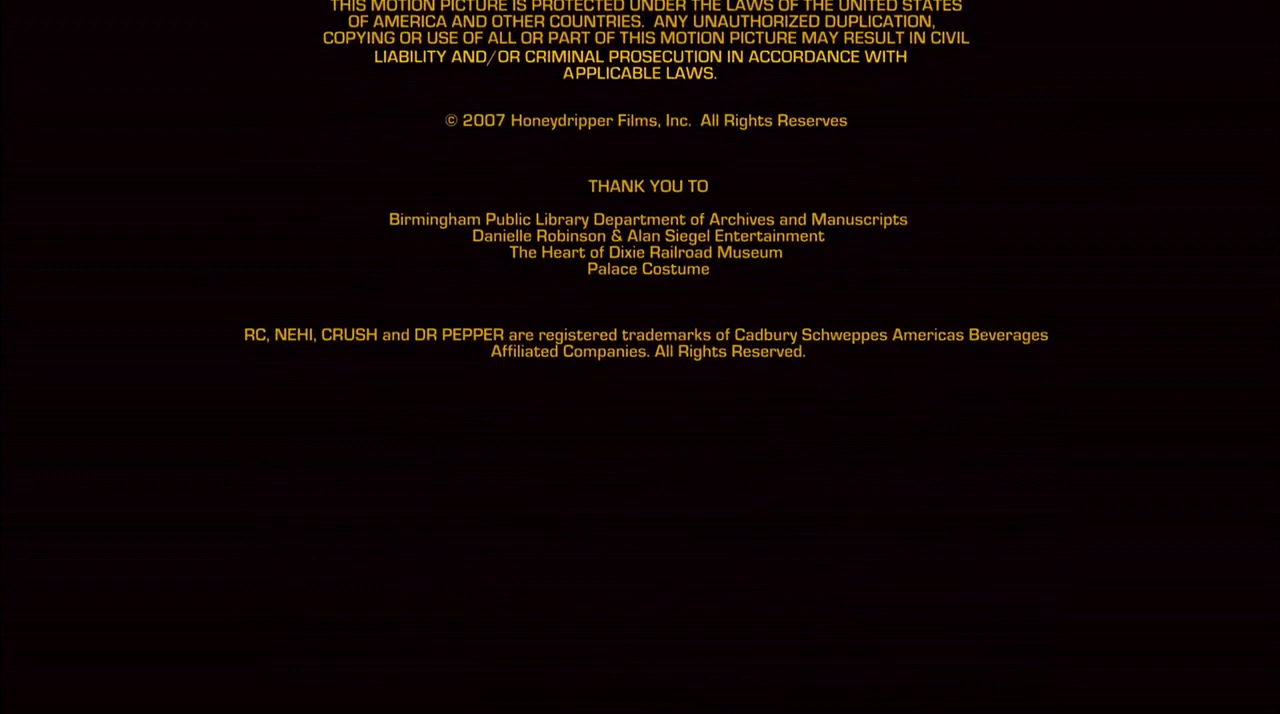 THIS MOTION PICTURE IS PROTECTED UNDER THE LAWS OF THE UNITED STATES
OF AMERICA AND OTHER COUNTRIES. ANY UNAUTHORIZED DUPLICATION,
COPYING OR USE OF ALL OR PART OF THIS MOTION PICTURE MAY RESULT IN CIVIL
LIABILITY AND/OR CRIMINAL PROSECUTION IN ACCORDANCE WITH
APPLICABLE LAWS.
© 2007 Honeydripper Films, Inc. All Rights Reserves
THANK YOU TO
Birmingham Public Library Department of Archives and Manuscripts
Danielle Robinson & Alan Siegel Entertainment
The Heart of Dixie Railroad Museum
Palace Costume
RC, NEHI, CRUSH and DR PEPPER are registered trademarks of Cadbury Schweppes Americas Beverages
Affiliated Companies. All Rights Reserved.